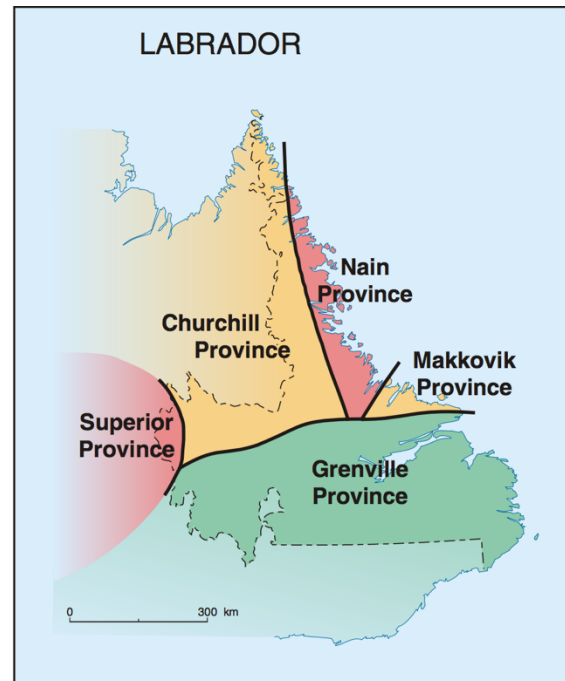 LABRADOR
Nain
Province
Churchill
Province
Makkovik
Province
Superior
Province
Grenville
Province
0 300 km